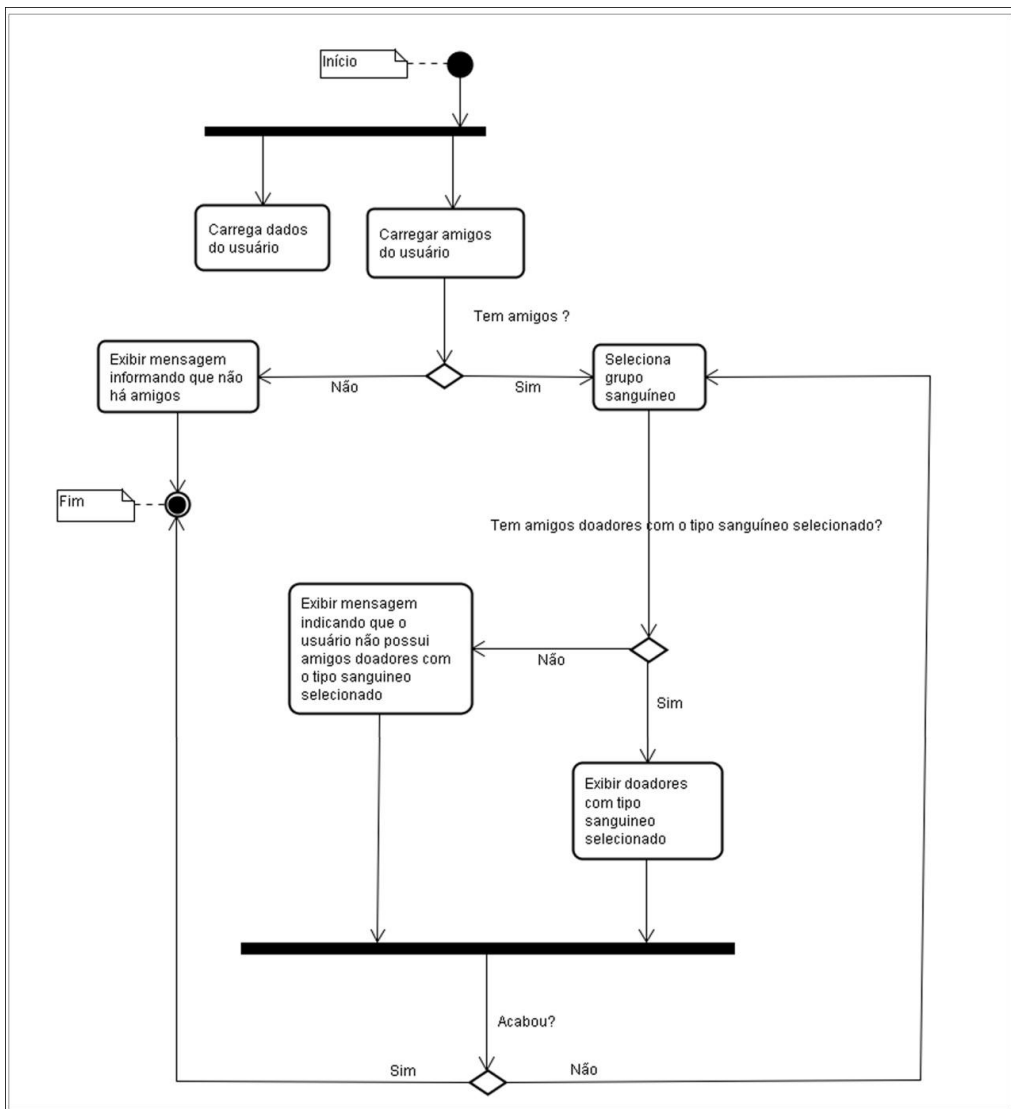 Início
Carrega dados
do usuário
Carregar amigos
do usuário
Tem amigos ?
Exibir mensagem
informando que não
há amigos
Não
Sim
Seleciona
grupo
sanguíneo
Fim
Tem amigos doadores com o tipo sanguíneo selecionado?
Exibir mensagem
indicando que o
usuário não possui
amigos doadores com
o tipo sanguineo
selecionado
Não
Sim
Exibir doadores
com tipo
sanguineo
selecionado
Acabou?
Sim
Não